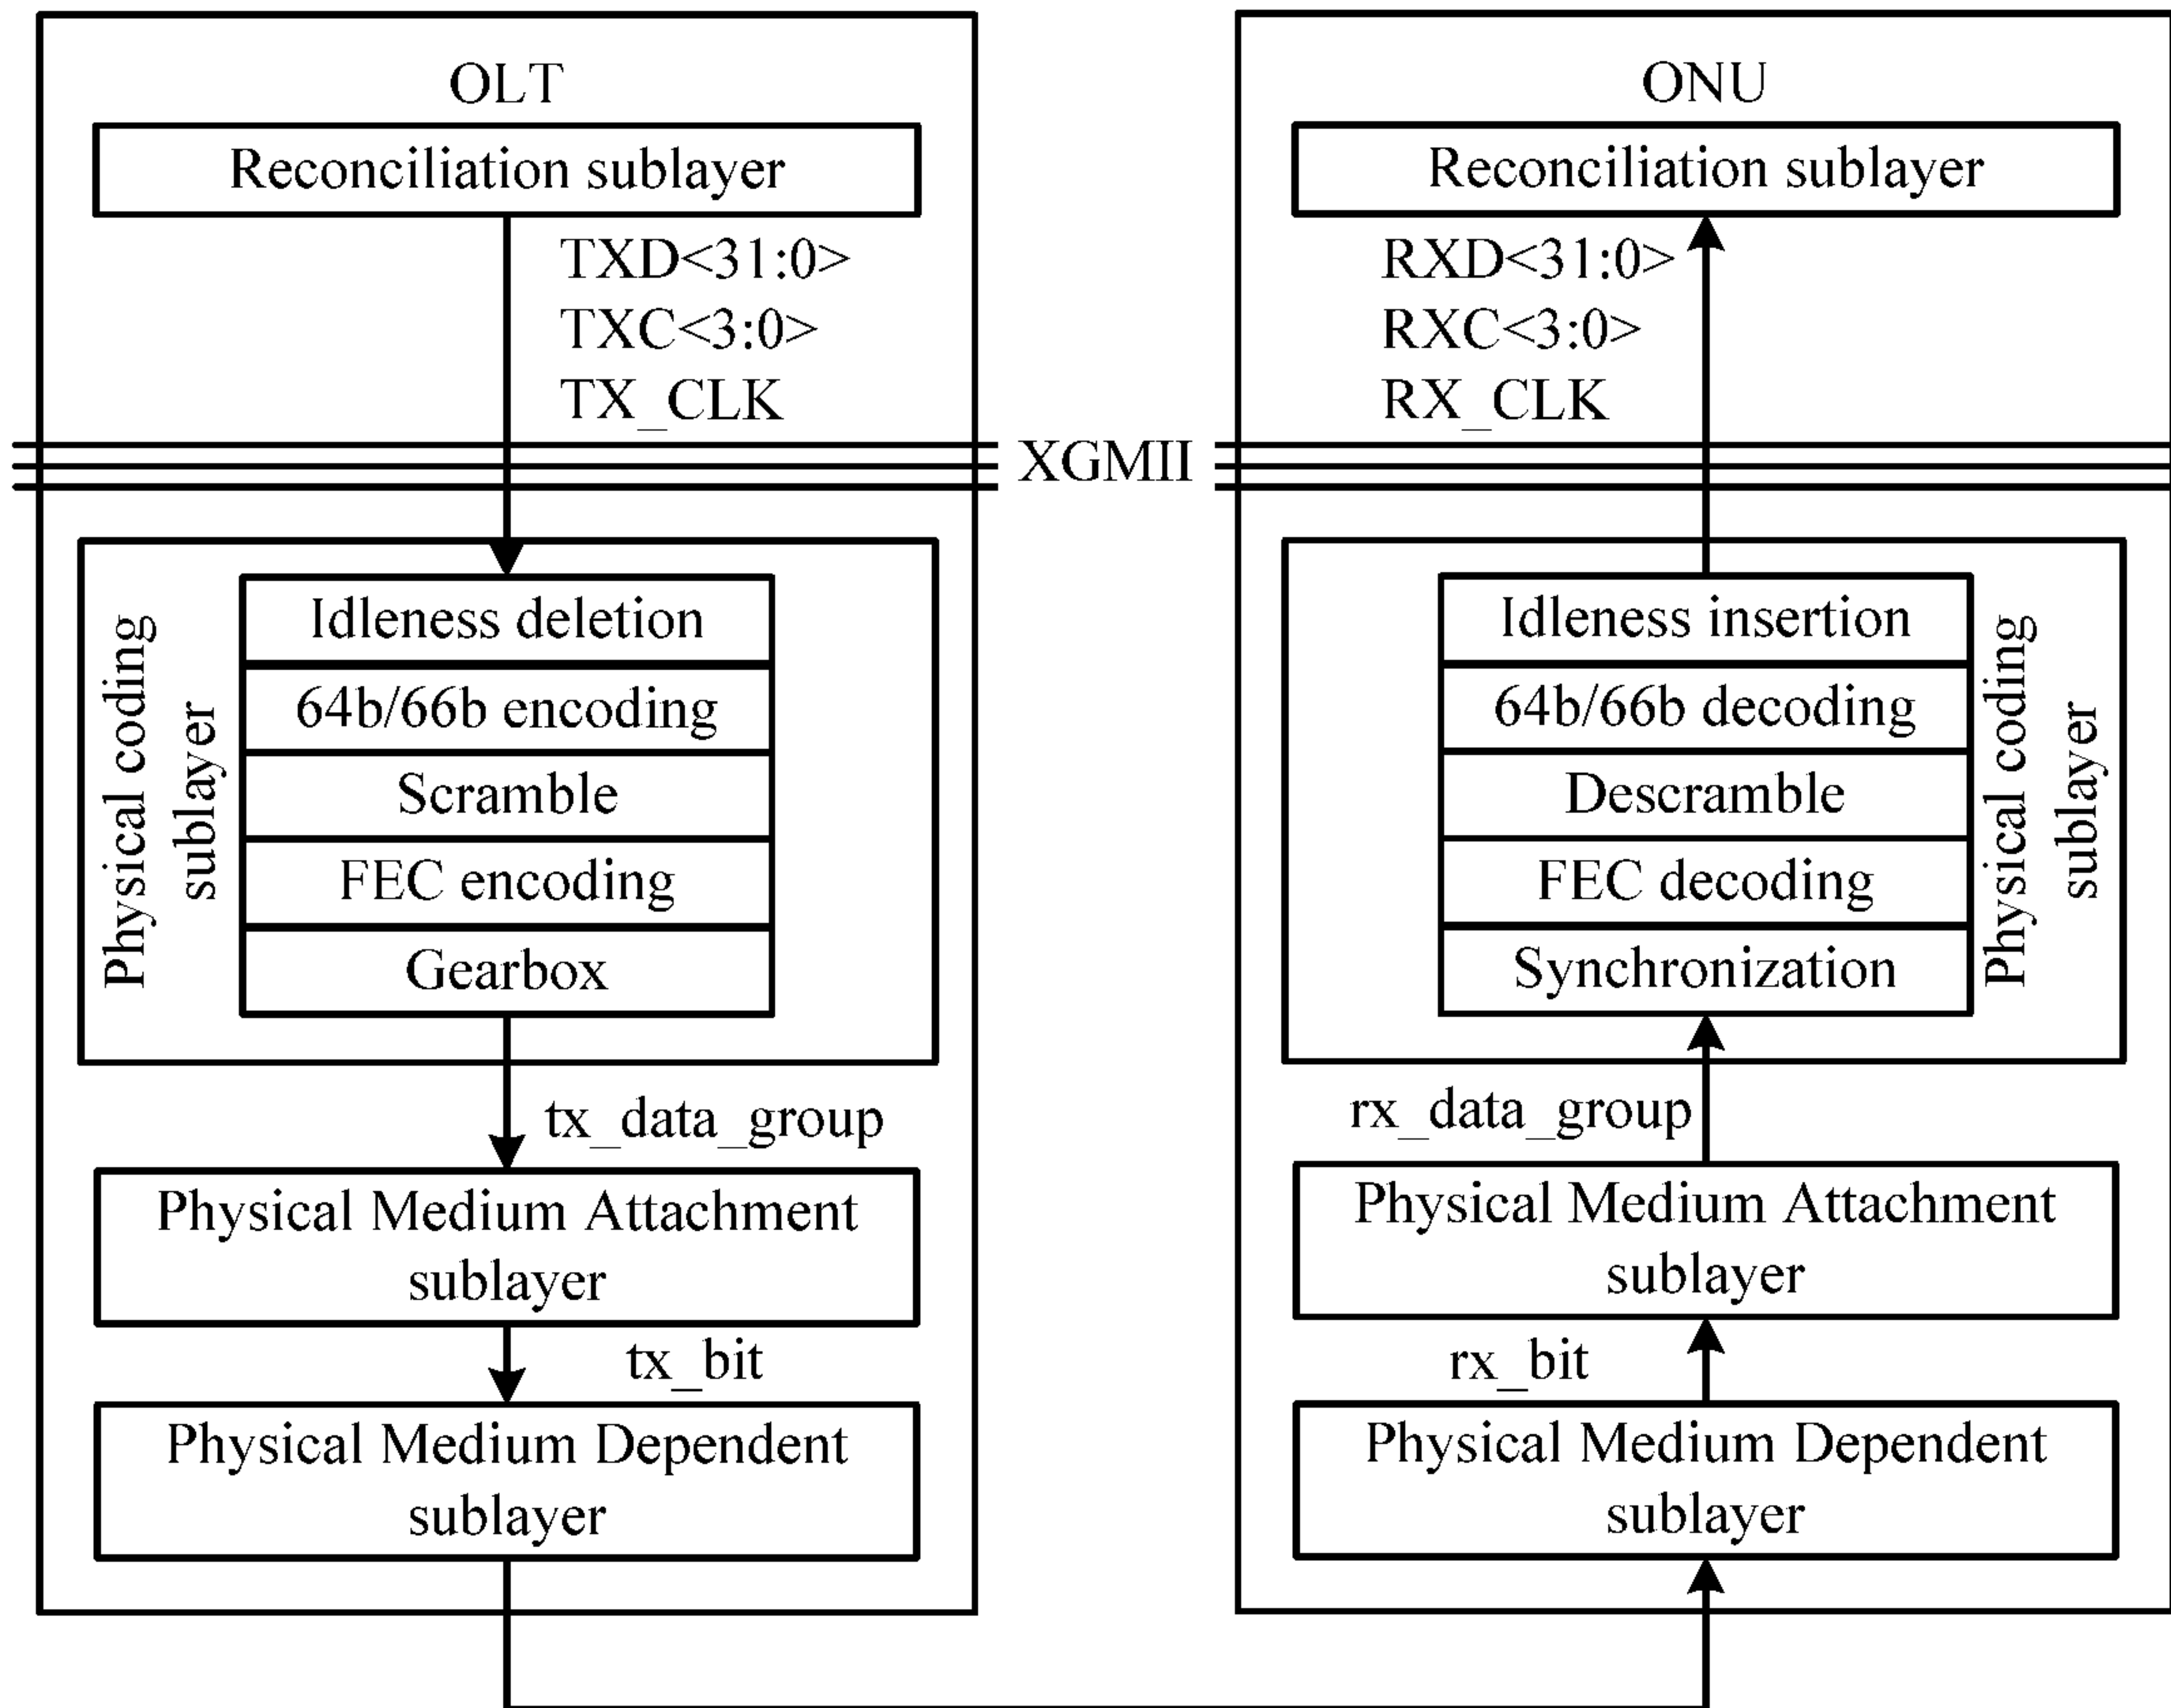 OLT
Reconciliation sublayer
TXD<31:0>
TXC<3:0>
TX_CLK
XGMII
Physical coding
sublayer
Idleness deletion
64b/66b encoding
Scramble
FEC encoding
Gearbox
tx_data_group
Physical Medium Attachment
sublayer
tx_bit
Physical Medium Dependent
sublayer
ONU
Reconciliation sublayer
RXD<31:0>
RXC<3:0>
RX_CLK
Idleness insertion
64b/66b decoding
Descramble
FEC decoding
Synchronization
Physical coding
sublayer
rx_data_group
Physical Medium Attachment
sublayer
rx_bit
Physical Medium Dependent
sublayer